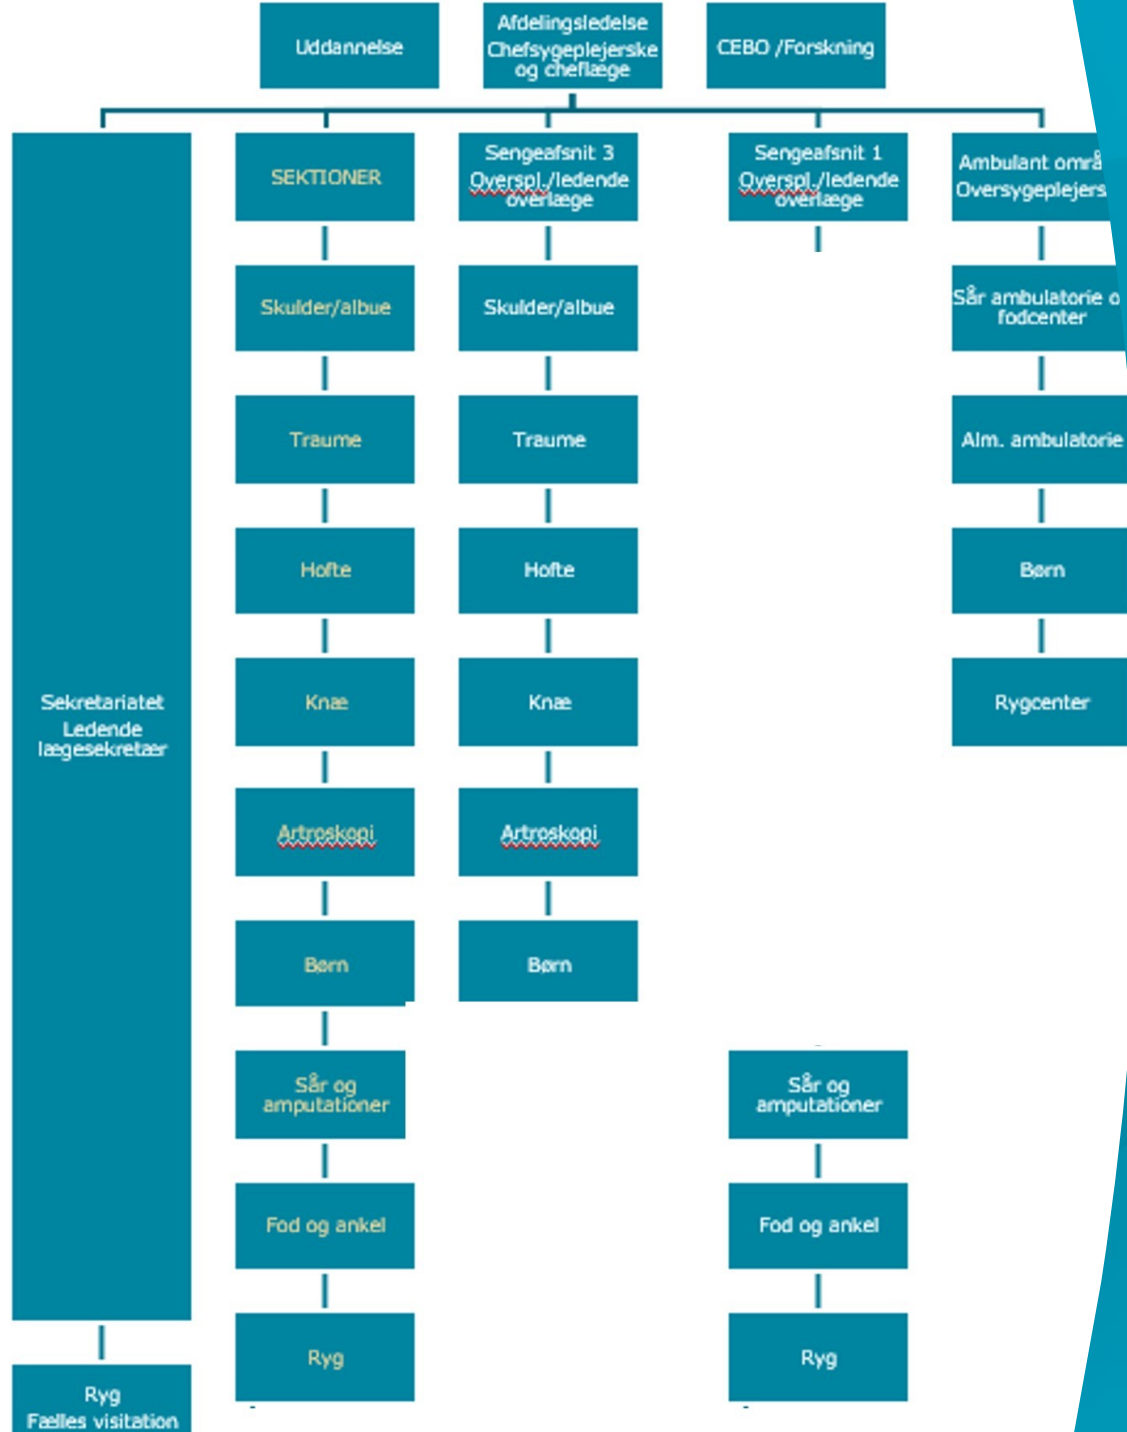 Uddannelse
Afdelingsledelse
Chefsygeplejerske
og cheflæge
CEBO /Forskning
Sekretariatet
Ledende
lægesekretær
Ryg
Fælles visitation
SEKTIONER
Skulder/albue
Traume
Hofte
Knæ
Artroskopi
Børn
Sår og
amputationer
Fod og ankel
Ryg
Sengeafsnit 3
Overspl./ledende
overlæge
Skulder/albue
Traume
Hofte
Knæ
Artroskopi
Børn
Sengeafsnit 1
Overspl./ledende
overlæge
Sår og
amputationer
Fod og ankel
Ryg
Ambulant områ
Oversygeplejers
Sår ambulatorie o
fodcenter
Alm. ambulatorie
Børn
Rygcenter